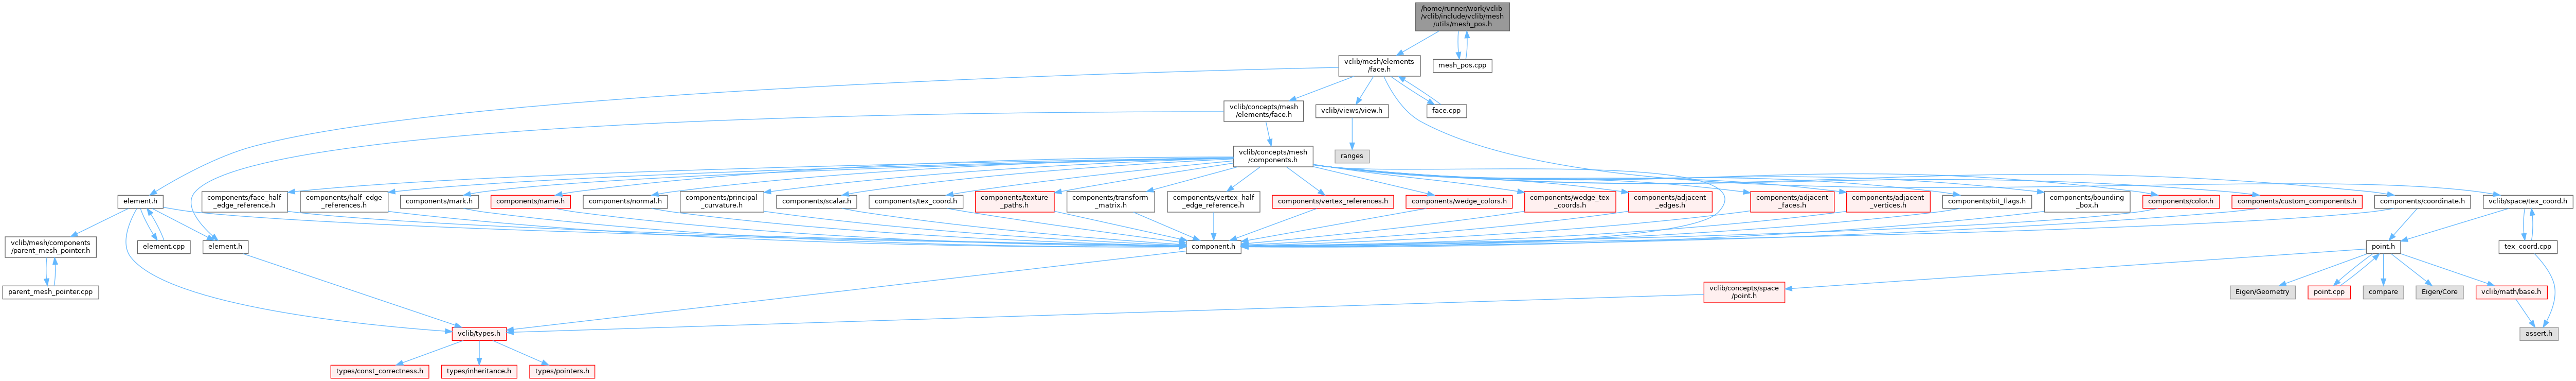 /home/runner/work/vclib
/vclib/include/vclib/mesh
/utils/mesh_pos.h
vclib/mesh/elements
/face.h
mesh_pos.cpp
vclib/concepts/mesh
/elements/face.h
vclib/views/view.h
face.cpp
vclib/concepts/mesh
/components.h
ranges
element.h
components/face_half
_edge_reference.h
components/half_edge
_references.h
components/mark.h
components/name.h
components/normal.h
components/principal
_curvature.h
components/scalar.h
components/tex_coord.h
components/texture
_paths.h
components/transform
_matrix.h
components/vertex_half
_edge_reference.h
components/vertex_references.h
components/wedge_colors.h
components/wedge_tex
_coords.h
components/adjacent
_edges.h
components/adjacent
_faces.h
components/adjacent
_vertices.h
components/bit_flags.h
components/bounding
_box.h
components/color.h
components/custom_components.h
components/coordinate.h
vclib/space/tex_coord.h
vclib/mesh/components
/parent_mesh_pointer.h
element.cpp
element.h
component.h
point.h
tex_coord.cpp
parent_mesh_pointer.cpp
vclib/concepts/space
/point.h
Eigen/Geometry
point.cpp
compare
Eigen/Core
vclib/math/base.h
vclib/types.h
assert.h
types/const_correctness.h
types/inheritance.h
types/pointers.h